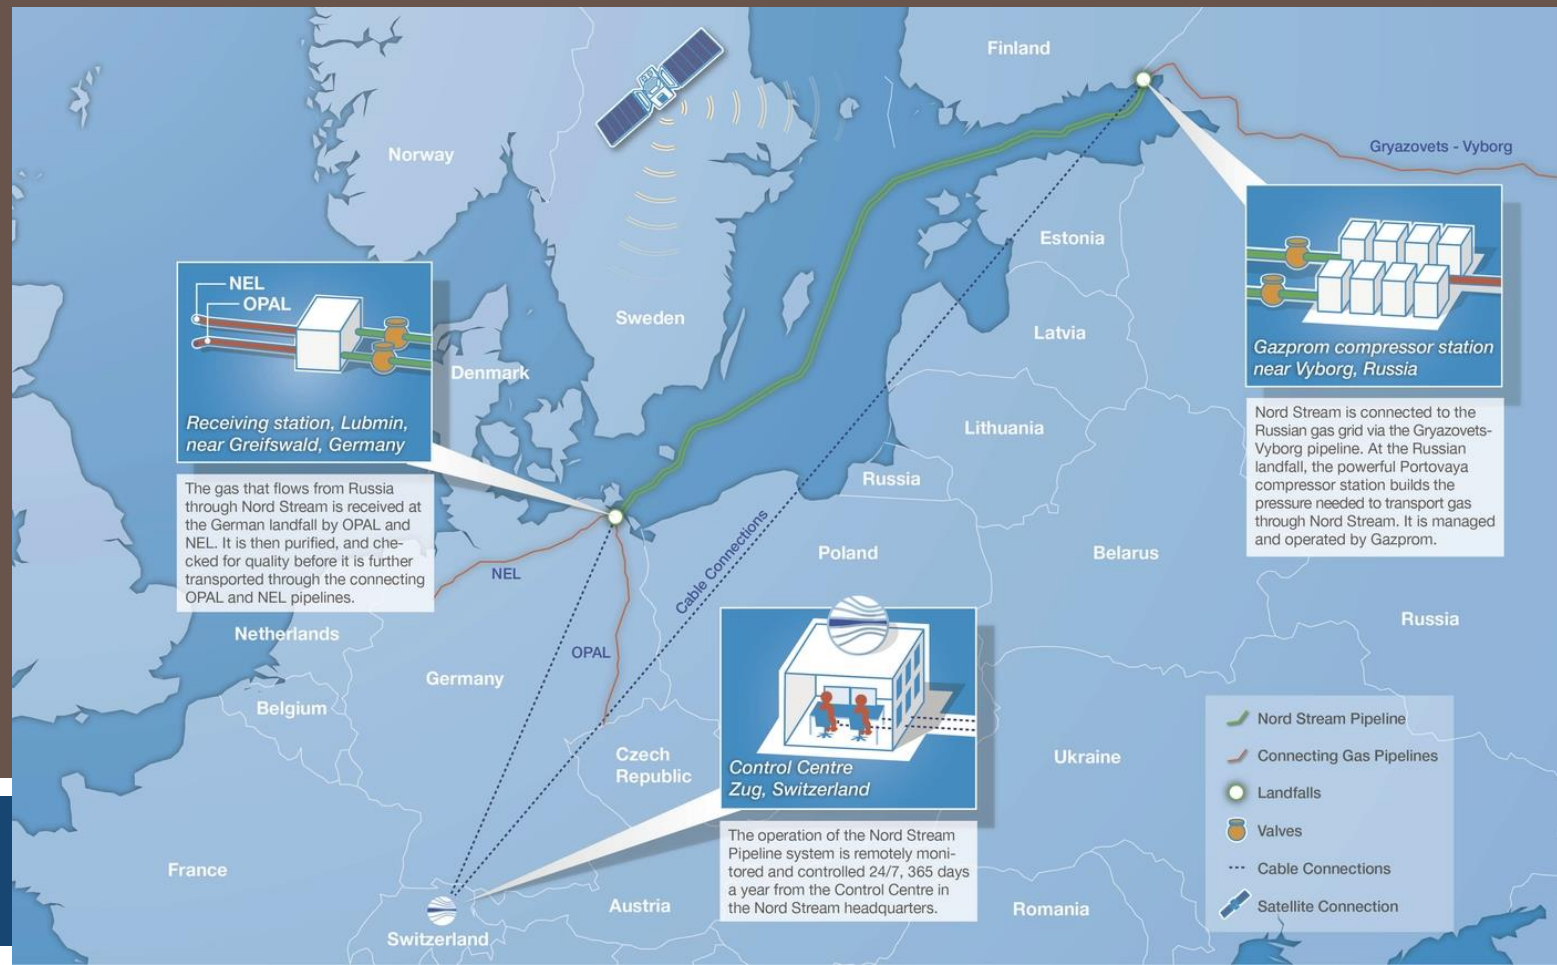 Finland
Norway
Gryazovets - Vyborg
Estonia
NEL
OPAL
Sweden
Latvia
Gazprom compressor station
near Vyborg, Russia
Denmark
Receiving station, Lubmin,
near Greifswald, Germany
Nord Stream is connected to the
Russian gas grid via the Gryazovets-
Vyborg pipeline. At the Russian
landfall, the powerful Portovaya
compressor station builds the
pressure needed to transport gas
through Nord Stream. It is managed
and operated by Gazprom.
Lithuania
Russia
The gas that flows from Russia
through Nord Stream is received at
the German landfall by OPAL and
NEL. It is then purified, and che-
cked for quality before it is further
transported through the connecting
OPAL and NEL pipelines.
Cable Connections
Poland
Belarus
NEL
Netherlands
Russia
OPAL
Germany
Belgium
Czech
Republic
Control Centre
Zug, Switzerland
Ukraine
Nord Stream Pipeline
Connecting Gas Pipelines
Landfalls
Valves
Cable Connections
Satellite Connection
The operation of the Nord Stream
Pipeline system is remotely moni-
tored and controlled 24/7, 365 days
a year from the Control Centre in
the Nord Stream headquarters.
France
Austria
Romania
Switzerland